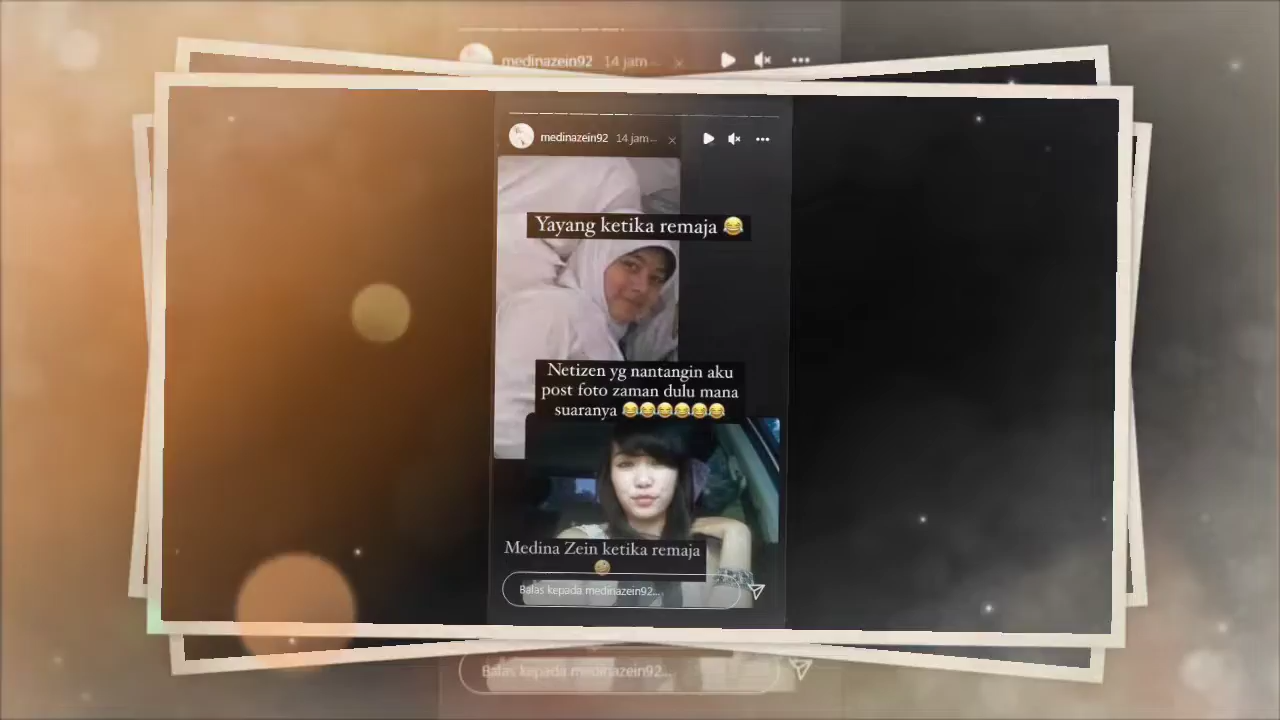 medinazein92 14 jam...
medinazein92 14 jam...
Yayang ketika remaja 😂
Netizen yg nantangin aku
post foto zaman dulu mana
suaranya 😂😂😂😂😂😂
Medina Zein ketika remaja
Balas kepada medinazein92...
Balas kepada medinazein92...